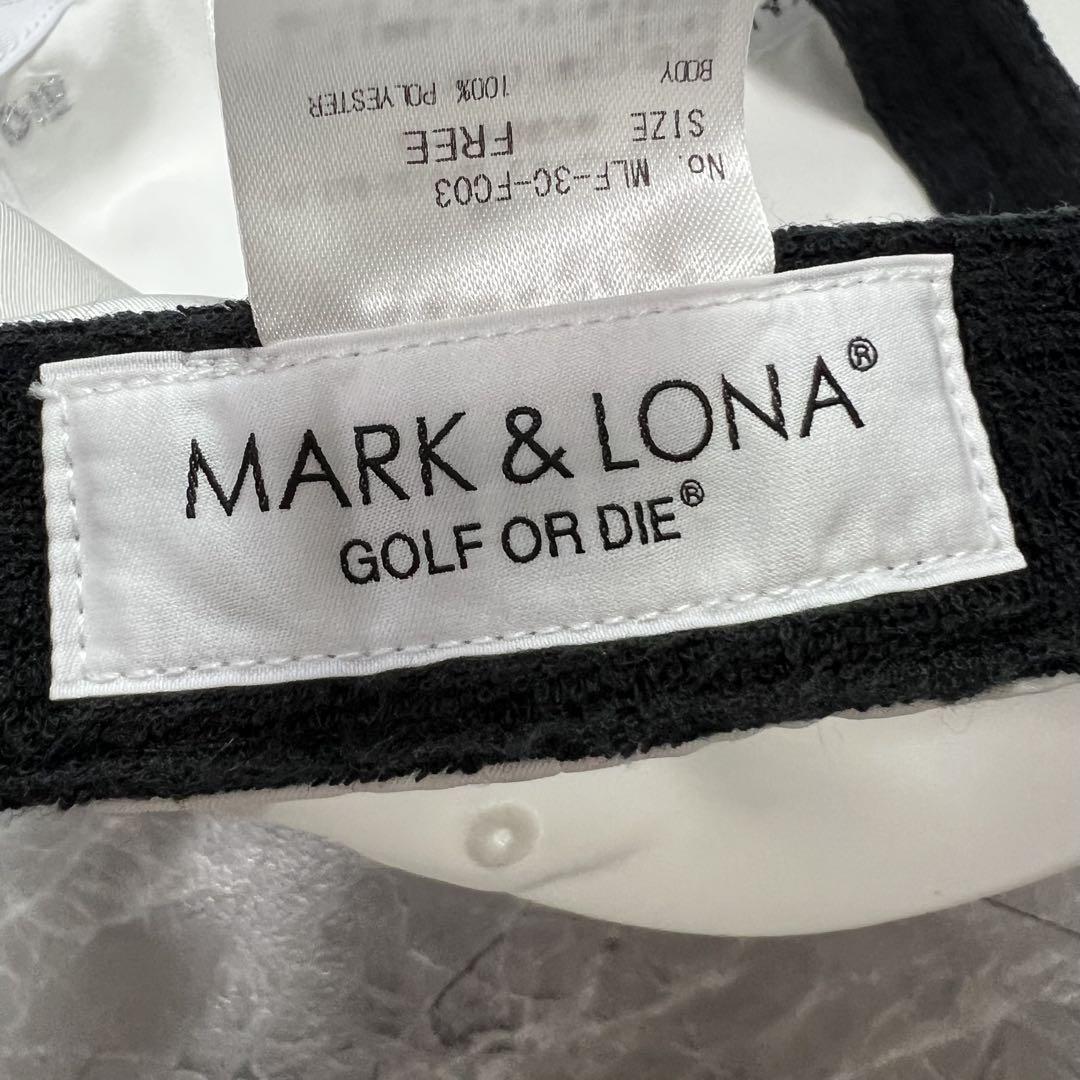 No. MLF-3C-FC03
SIZE FREE
BODY 100% POLYESTER
MARK & LONA®
GOLF OR DIE®